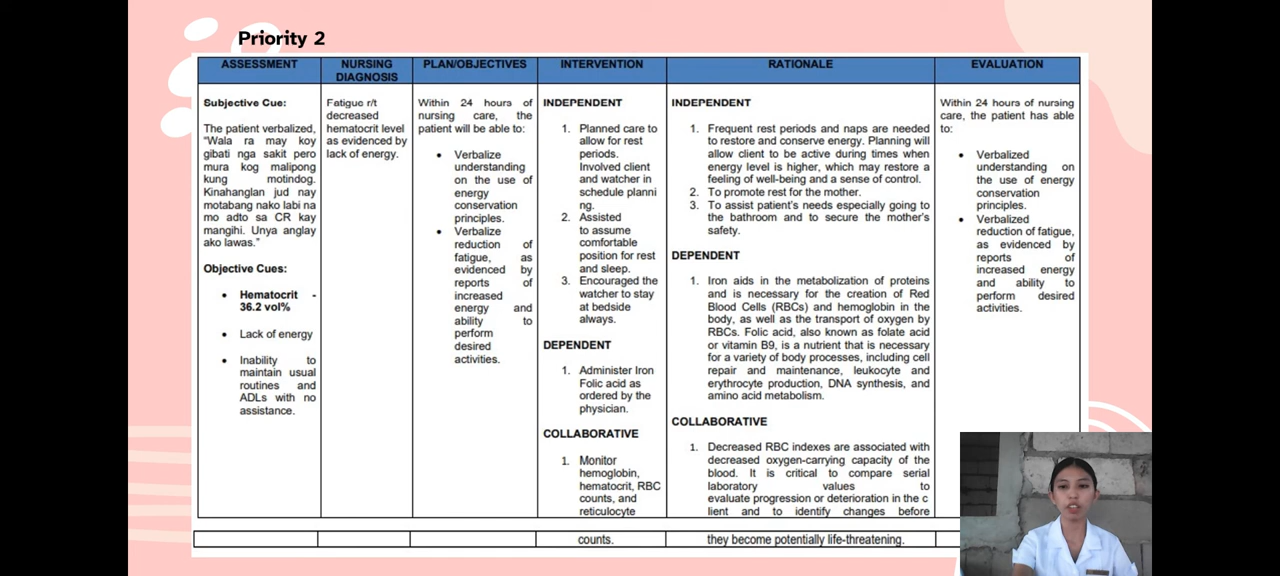 Priority 2
ASSESSMENT
NURSING
DIAGNOSIS
PLAN/OBJECTIVES
INTERVENTION
RATIONALE
EVALUATION
Subjective Cue:
The patient verbalized,
"Wala ra may koy
gibati nga sakit pero
mura kog malipong
kung motindog.
Kinahanglan jud nay
motabang nako labi na
mo adto sa CR kay
mangihi. Unya anglay
ako lawas."
Objective Cues:
• Hematocrit -
36.2 vol%
• Lack of energy
• Inability to
maintain usual
routines and
ADLs with no
assistance.
Fatigue r/t
decreased
hematocrit level
as evidenced by
lack of energy.
Within 24 hours of
nursing care, the
patient will be able to:
• Verbalize
understanding
on the use of
energy
conservation
principles.
• Verbalize
reduction of
fatigue, as
evidenced by
reports of
increased
energy and
ability to
perform
desired
activities.
INDEPENDENT
1. Planned care to
allow for rest
periods.
Involved client
and watcher in
schedule planni
ng.
2. Assisted
to assume
comfortable
position for rest
and sleep.
3. Encouraged the
watcher to stay
at bedside
always.
DEPENDENT
1. Administer Iron
Folic acid as
ordered by the
physician.
COLLABORATIVE
1. Monitor
hemoglobin,
hematocrit, RBC
counts, and
reticulocyte
counts.
INDEPENDENT
1. Frequent rest periods and naps are needed
to restore and conserve energy. Planning will
allow client to be active during times when
energy level is higher, which may restore a
feeling of well-being and a sense of control.
2. To promote rest for the mother.
3. To assist patient's needs especially going to
the bathroom and to secure the mother's
safety.
DEPENDENT
1. Iron aids in the metabolization of proteins
and is necessary for the creation of Red
Blood Cells (RBCs) and hemoglobin in the
body, as well as the transport of oxygen by
RBCs. Folic acid, also known as folate acid
or vitamin B9, is a nutrient that is necessary
for a variety of body processes, including cell
repair and maintenance, leukocyte and
erythrocyte production, DNA synthesis, and
amino acid metabolism.
COLLABORATIVE
1. Decreased RBC indexes are associated with
decreased oxygen-carrying capacity of the
blood. It is critical to compare serial
laboratory values to
evaluate progression or deterioration in the c
lient and to identify changes before
they become potentially life-threatening.
Within 24 hours of nursing
care, the patient has able
to:
• Verbalized
understanding on
the use of energy
conservation
principles.
• Verbalized
reduction of fatigue,
as evidenced by
reports of
increased energy
and ability to
perform desired
activities.